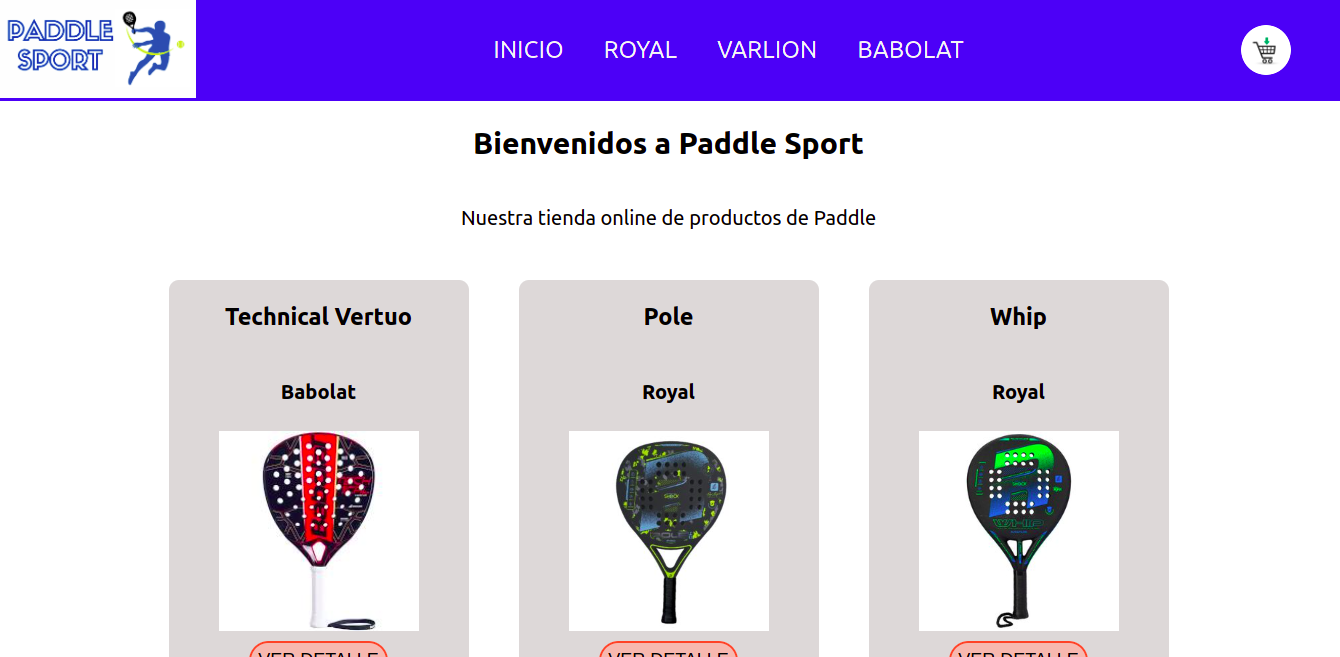 PADDLE
SPORT
INICIO ROYAL VARLION BABOLAT
Bienvenidos a Paddle Sport
Nuestra tienda online de productos de Paddle
Technical Vertuo
Pole
Whip
Babolat
Royal
Royal
WHIP
VER DETALLE
VER DETALLE
VER DETALLE